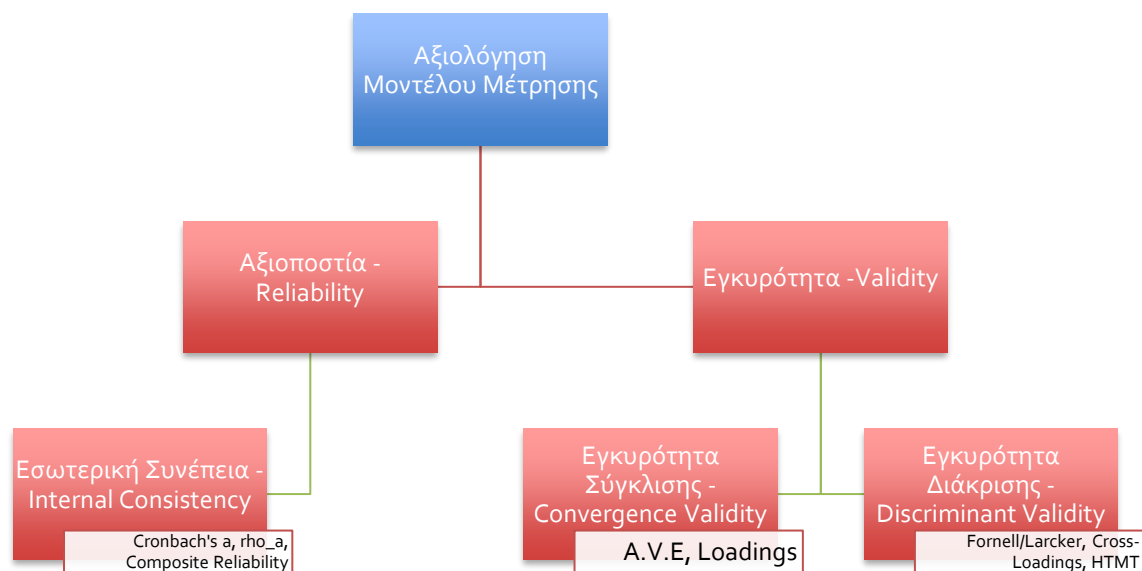 Αξιολόγηση
Μοντέλου Μέτρησης
Αξιοποστία -
Reliability
Εγκυρότητα -Validity
Εσωτερική Συνέπεια -
Internal Consistency
Cronbach's a, rho_a,
Composite Reliability
Εγκυρότητα
Σύγκλισης -
Convergence Validity
A.V.E, Loadings
Εγκυρότητα
Διάκρισης -
Discriminant Validity
Fornell/Larcker, Cross-
Loadings, HTMT